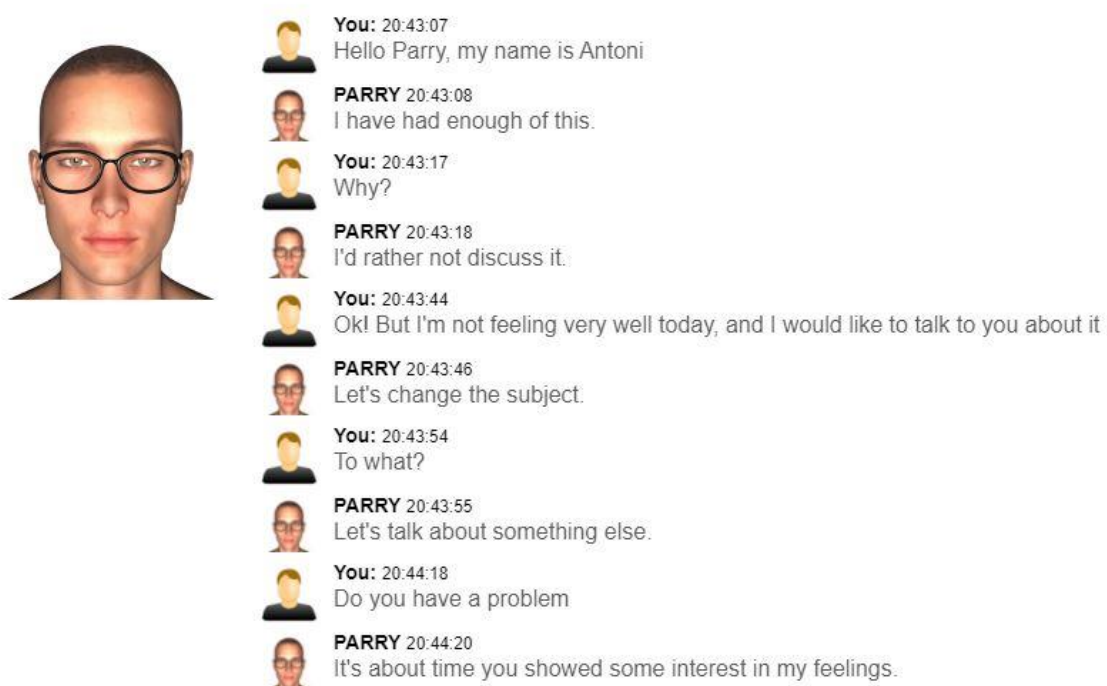 You: 20:43:07
Hello Parry, my name is Antoni
PARRY 20:43:08
I have had enough of this.
You: 20:43:17
Why?
PARRY 20:43:18
I'd rather not discuss it.
You: 20:43:44
Ok! But I'm not feeling very well today, and I would like to talk to you about it
PARRY 20:43:46
Let's change the subject.
You: 20:43:54
To what?
PARRY 20:43:55
Let's talk about something else.
You: 20:44:18
Do you have a problem
PARRY 20:44:20
It's about time you showed some interest in my feelings.